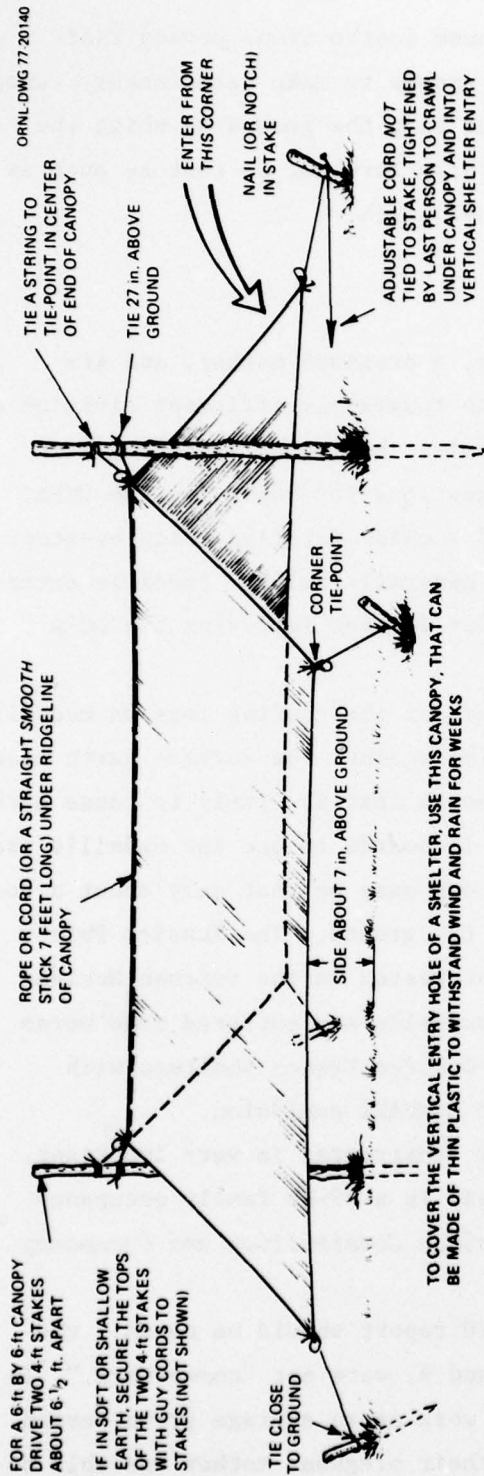 ORNL-DWG 77-20140
FOR A 6-ft BY 6-ft CANOPY
DRIVE TWO 4-ft STAKES
ABOUT 6-½ ft. APART
IF IN SOFT OR SHALLOW
EARTH, SECURE THE TOPS
OF THE TWO 4-ft STAKES
WITH GUY CORDS TO
STAKES (NOT SHOWN)
ROPE OR CORD (OR A STRAIGHT SMOOTH
STICK 7 FEET LONG) UNDER RIDGELINE
OF CANOPY
TIE A STRING TO
TIE-POINT IN CENTER
OF END OF CANOPY
TIE 27 in. ABOVE
GROUND
ENTER FROM
THIS CORNER
NAIL (OR NOTCH)
IN STAKE
TIE CLOSE
TO GROUND
SIDE ABOUT 7 in. ABOVE GROUND
CORNER
TIE-POINT
ADJUSTABLE CORD NOT
TIED TO STAKE, TIGHTENED
BY LAST PERSON TO CRAWL
UNDER CANOPY AND INTO
VERTICAL SHELTER ENTRY
TO COVER THE VERTICAL ENTRY HOLE OF A SHELTER, USE THIS CANOPY, THAT CAN
BE MADE OF THIN PLASTIC TO WITHSTAND WIND AND RAIN FOR WEEKS